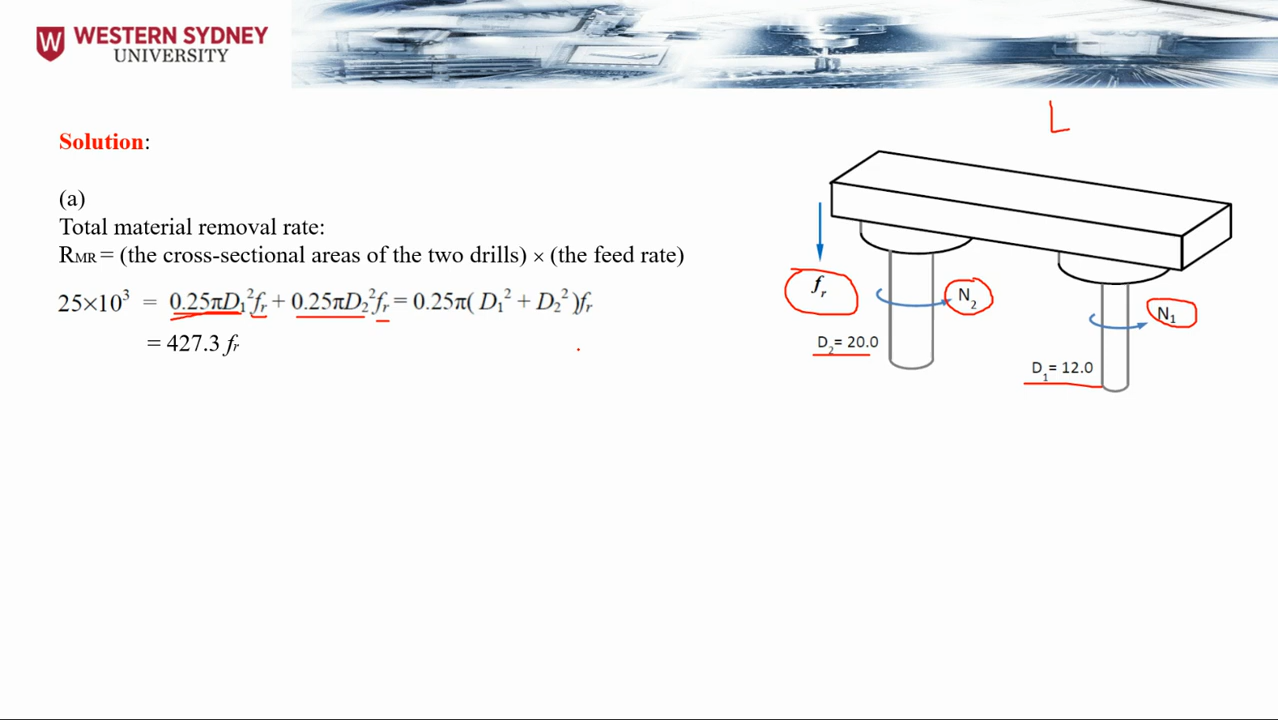 WESTERN SYDNEY
UNIVERSITY
L
Solution:
(a)
Total material removal rate:
RMR = (the cross-sectional areas of the two drills) × (the feed rate)
25×10³ = 0.25πD₁²fᵣ + 0.25πD₂²fᵣ = 0.25π( D₁² + D₂² )fᵣ
= 427.3 fᵣ
fᵣ
N₂
N₁
D₂= 20.0
D₁= 12.0